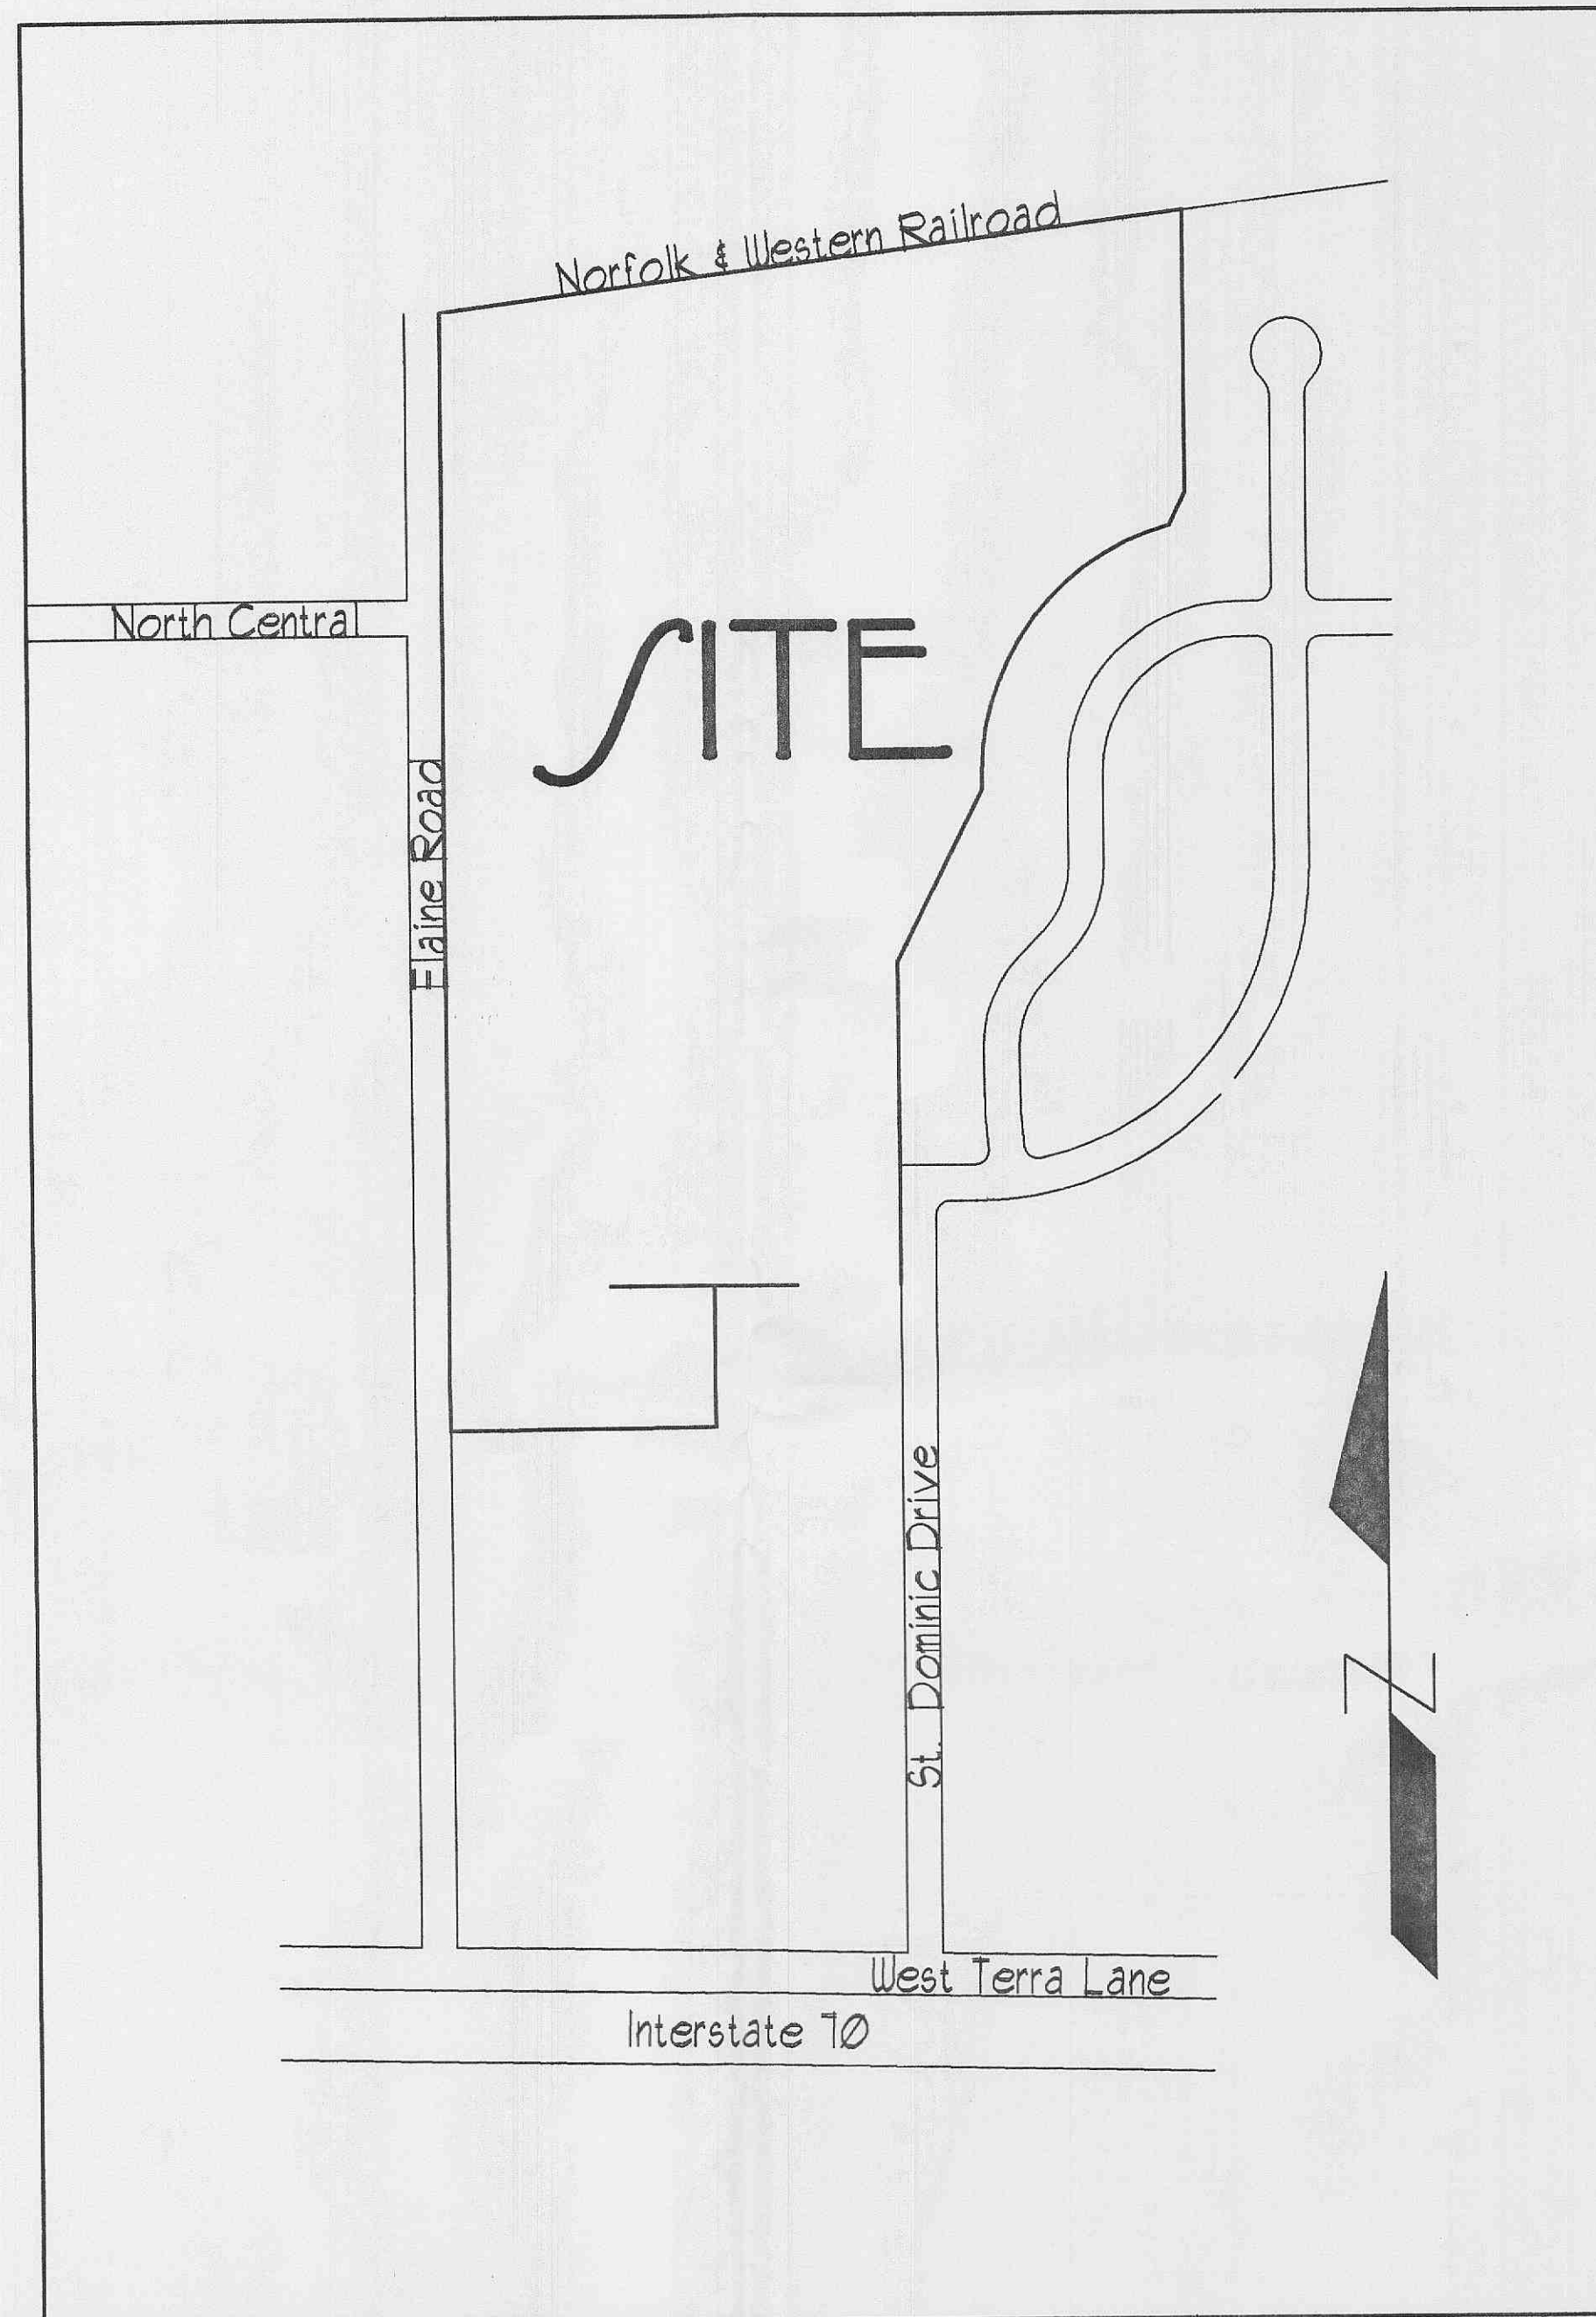 Norfolk & Western Railroad
North Central
SITE
Elaine Road
St. Dominic Drive
N
West Terra Lane
Interstate 70